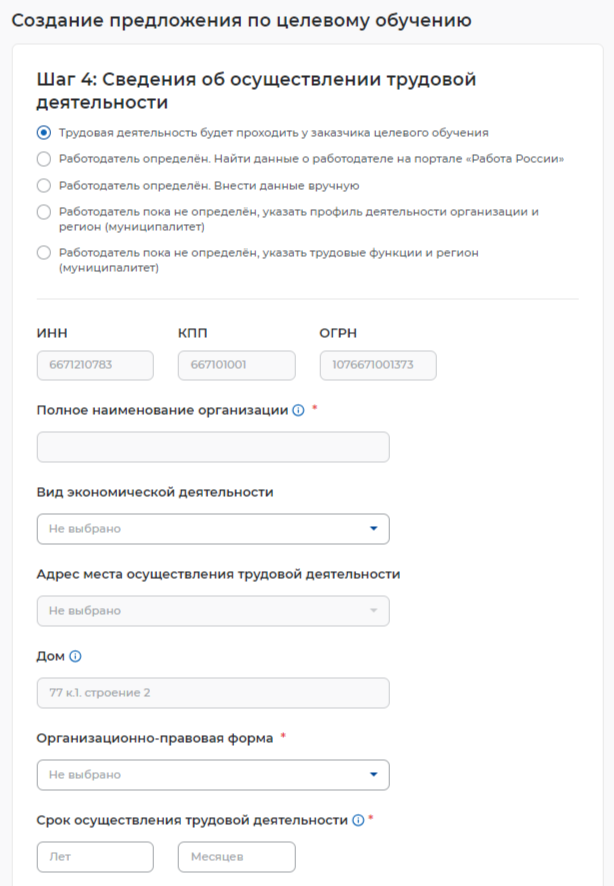 Создание предложения по целевому обучению
Шаг 4: Сведения об осуществлении трудовой
деятельности
Трудовая деятельность будет проходить у заказчика целевого обучения
Работодатель определён. Найти данные о работодателе на портале «Работа России»
Работодатель определён. Внести данные вручную
Работодатель пока не определён, указать профиль деятельности организации и
регион (муниципалитет)
Работодатель пока не определён, указать трудовые функции и регион
(муниципалитет)
ИНН КПП ОГРН
6671210783 667101001 1076671001373
Полное наименование организации *
Вид экономической деятельности
Не выбрано
Адрес места осуществления трудовой деятельности
Не выбрано
Дом
77 к.1. строение 2
Организационно-правовая форма *
Не выбрано
Срок осуществления трудовой деятельности *
Лет Месяцев